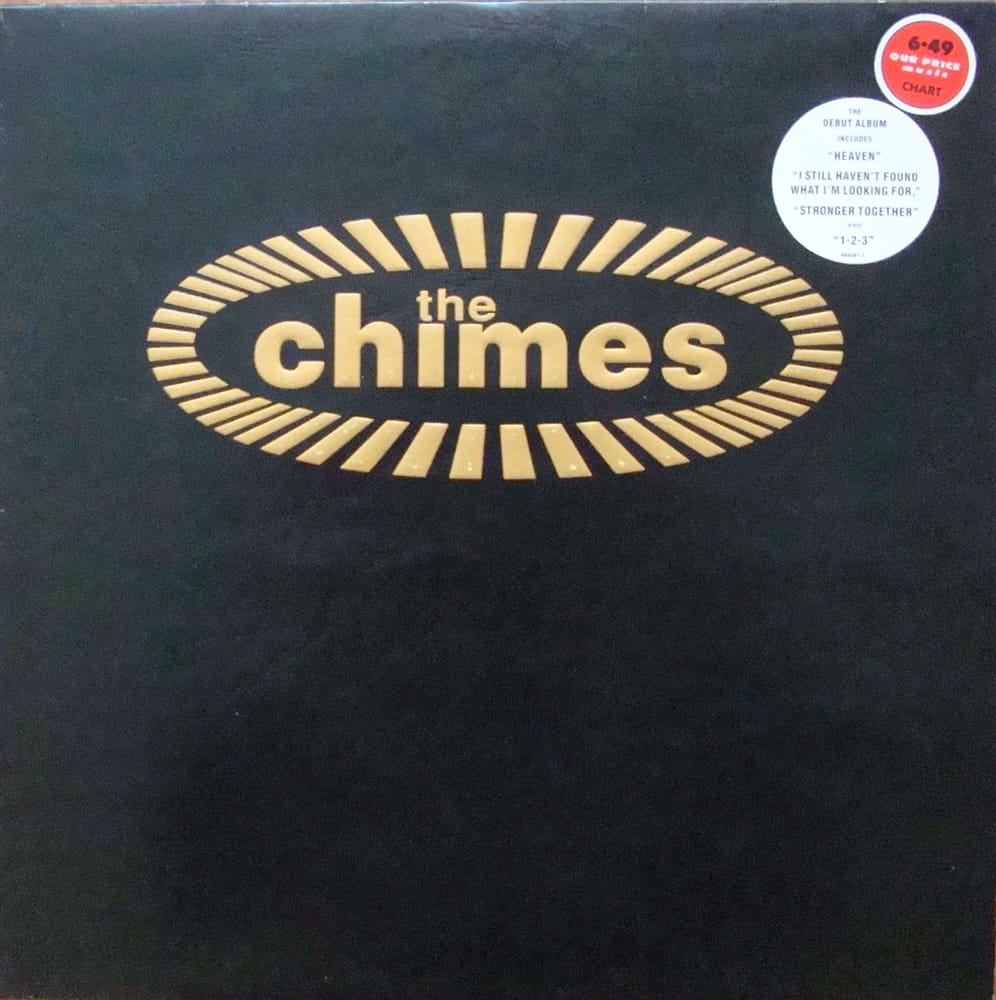 6·49
OUR PRICE
music
CHART
THE
DEBUT ALBUM
INCLUDES
"HEAVEN"
"I STILL HAVEN'T FOUND
WHAT I'M LOOKING FOR,"
"STRONGER TOGETHER"
AND
"1-2-3"
the
chimes